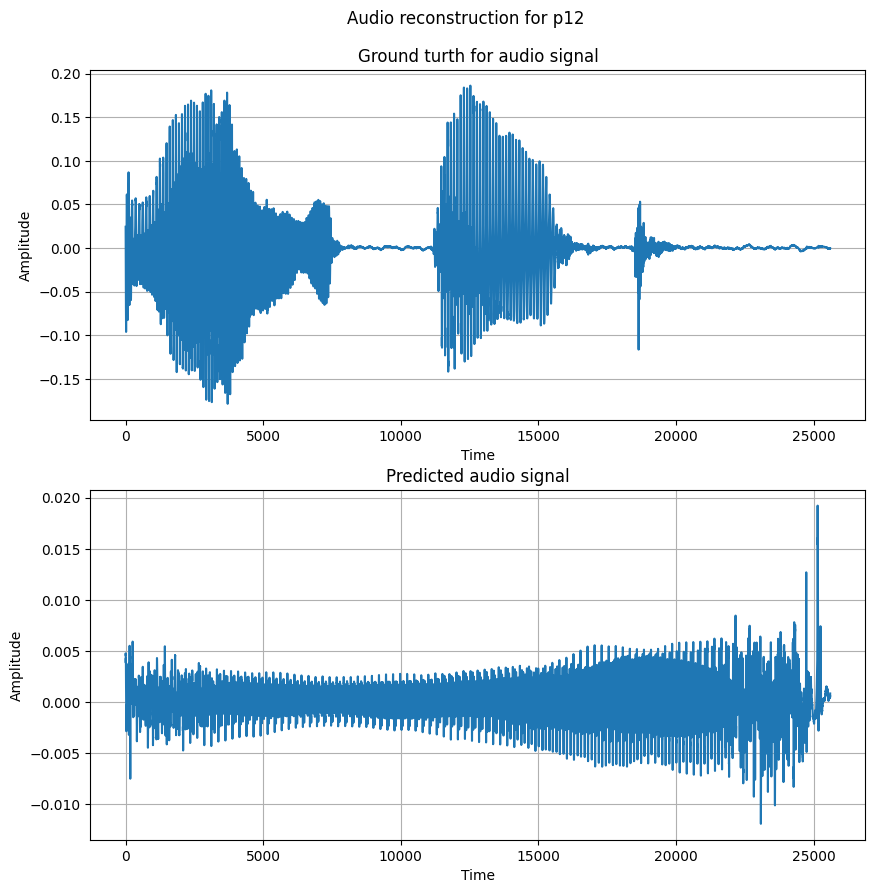 Audio reconstruction for p12
Ground turth for audio signal
0.20
0.15
0.10
0.05
0.00
−0.05
−0.10
−0.15
Amplitude
0 5000 10000 15000 20000 25000
Time
Predicted audio signal
0.020
0.015
0.010
0.005
0.000
−0.005
−0.010
Amplitude
0 5000 10000 15000 20000 25000
Time